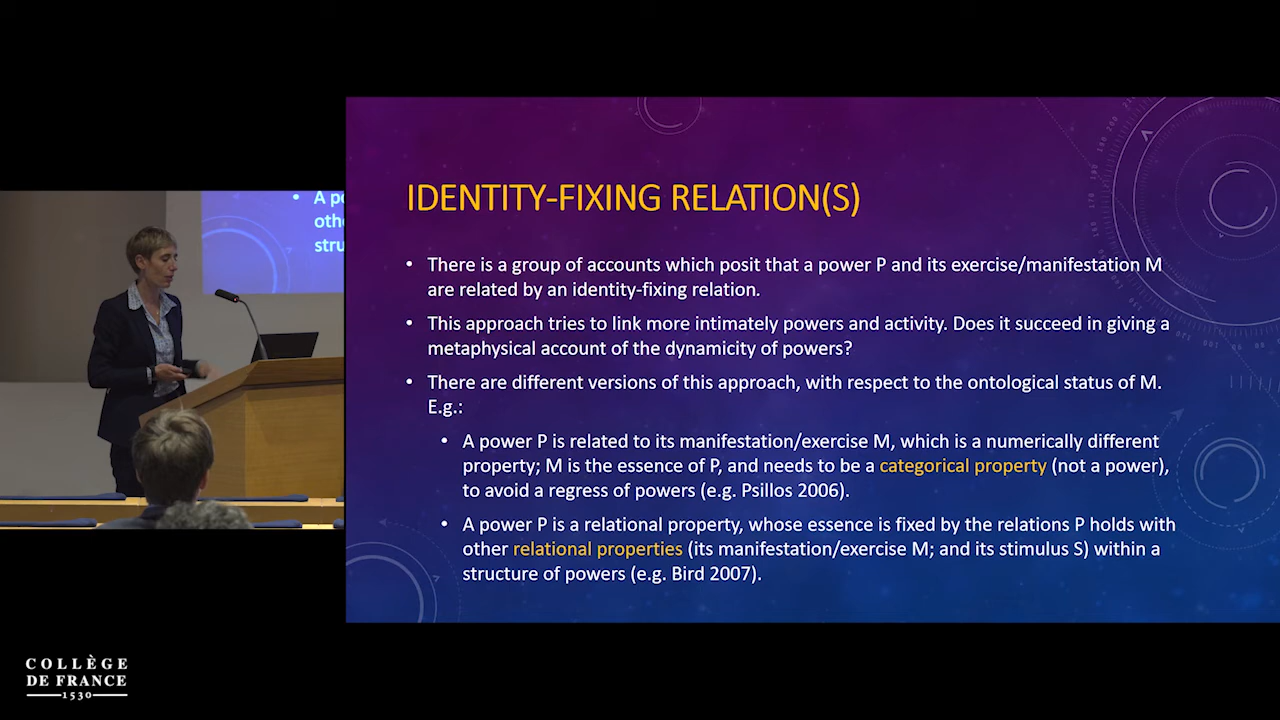 • A po
othe
stru
IDENTITY-FIXING RELATION(S)
• There is a group of accounts which posit that a power P and its exercise/manifestation M
are related by an identity-fixing relation.
• This approach tries to link more intimately powers and activity. Does it succeed in giving a
metaphysical account of the dynamicity of powers?
• There are different versions of this approach, with respect to the ontological status of M.
E.g.:
• A power P is related to its manifestation/exercise M, which is a numerically different
property; M is the essence of P, and needs to be a categorical property (not a power),
to avoid a regress of powers (e.g. Psillos 2006).
• A power P is a relational property, whose essence is fixed by the relations P holds with
other relational properties (its manifestation/exercise M; and its stimulus S) within a
structure of powers (e.g. Bird 2007).
COLLÈGE
DE FRANCE
1530